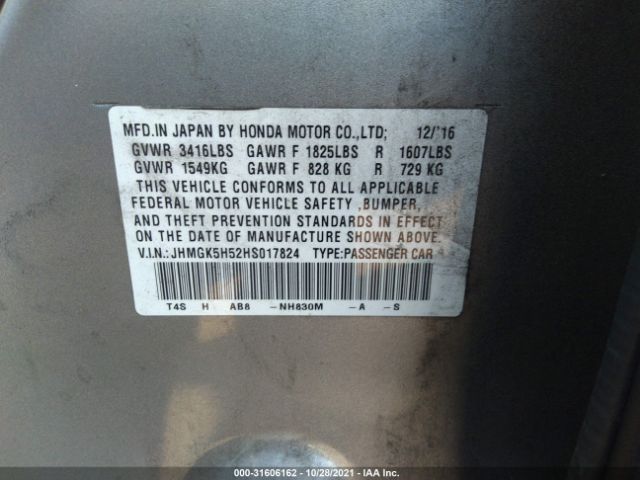 MFD.IN JAPAN BY HONDA MOTOR CO.,LTD; 12/'16
GVWR 3416LBS GAWR F 1825LBS R 1607LBS
GVWR 1549KG GAWR F 828 KG R 729 KG
THIS VEHICLE CONFORMS TO ALL APPLICABLE
FEDERAL MOTOR VEHICLE SAFETY ,BUMPER,
AND THEFT PREVENTION STANDARDS IN EFFECT
ON THE DATE OF MANUFACTURE SHOWN ABOVE.
V.I.N.:JHMGK5H52HS017824 TYPE:PASSENGER CAR
T4S H AB8 -NH830M -A -S
000-31606162 - 10/28/2021 - IAA Inc.